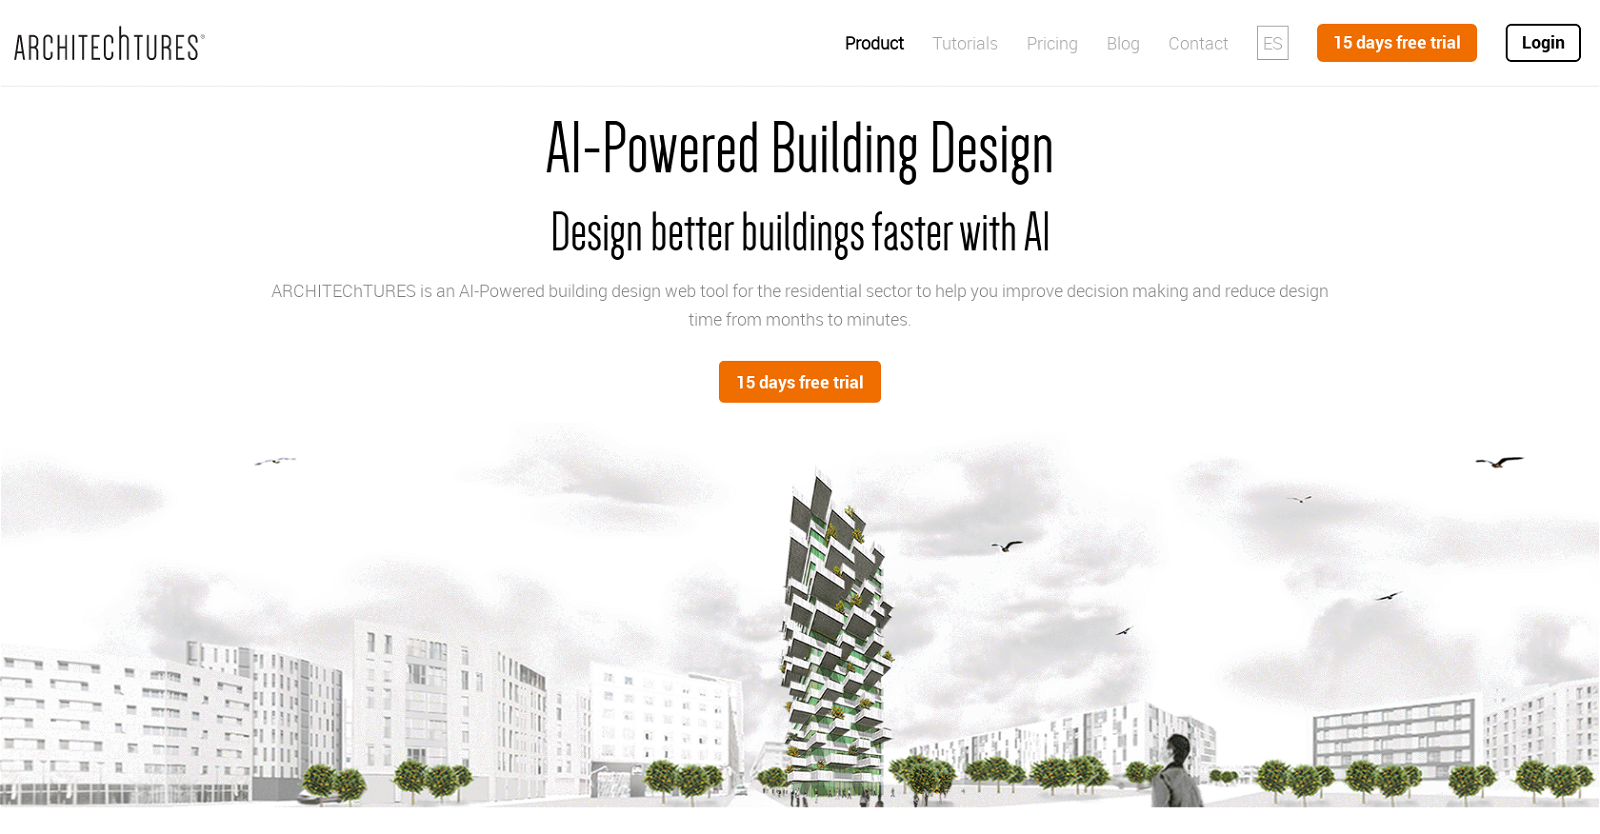 ARCHITEChTURES®
Product
Tutorials
Pricing
Blog
Contact
ES
15 days free trial
Login
AI-Powered Building Design
Design better buildings faster with AI
ARCHITEChTURES is an AI-Powered building design web tool for the residential sector to help you improve decision making and reduce design
time from months to minutes.
15 days free trial